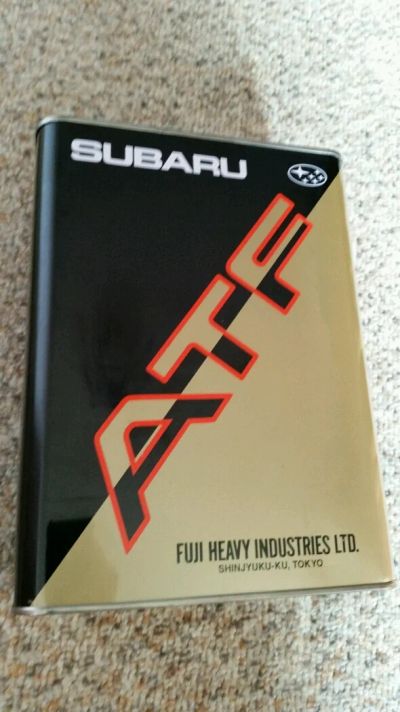 SUBARU
ATF
FUJI HEAVY INDUSTRIES LTD.
SHINJYUKU-KU, TOKYO